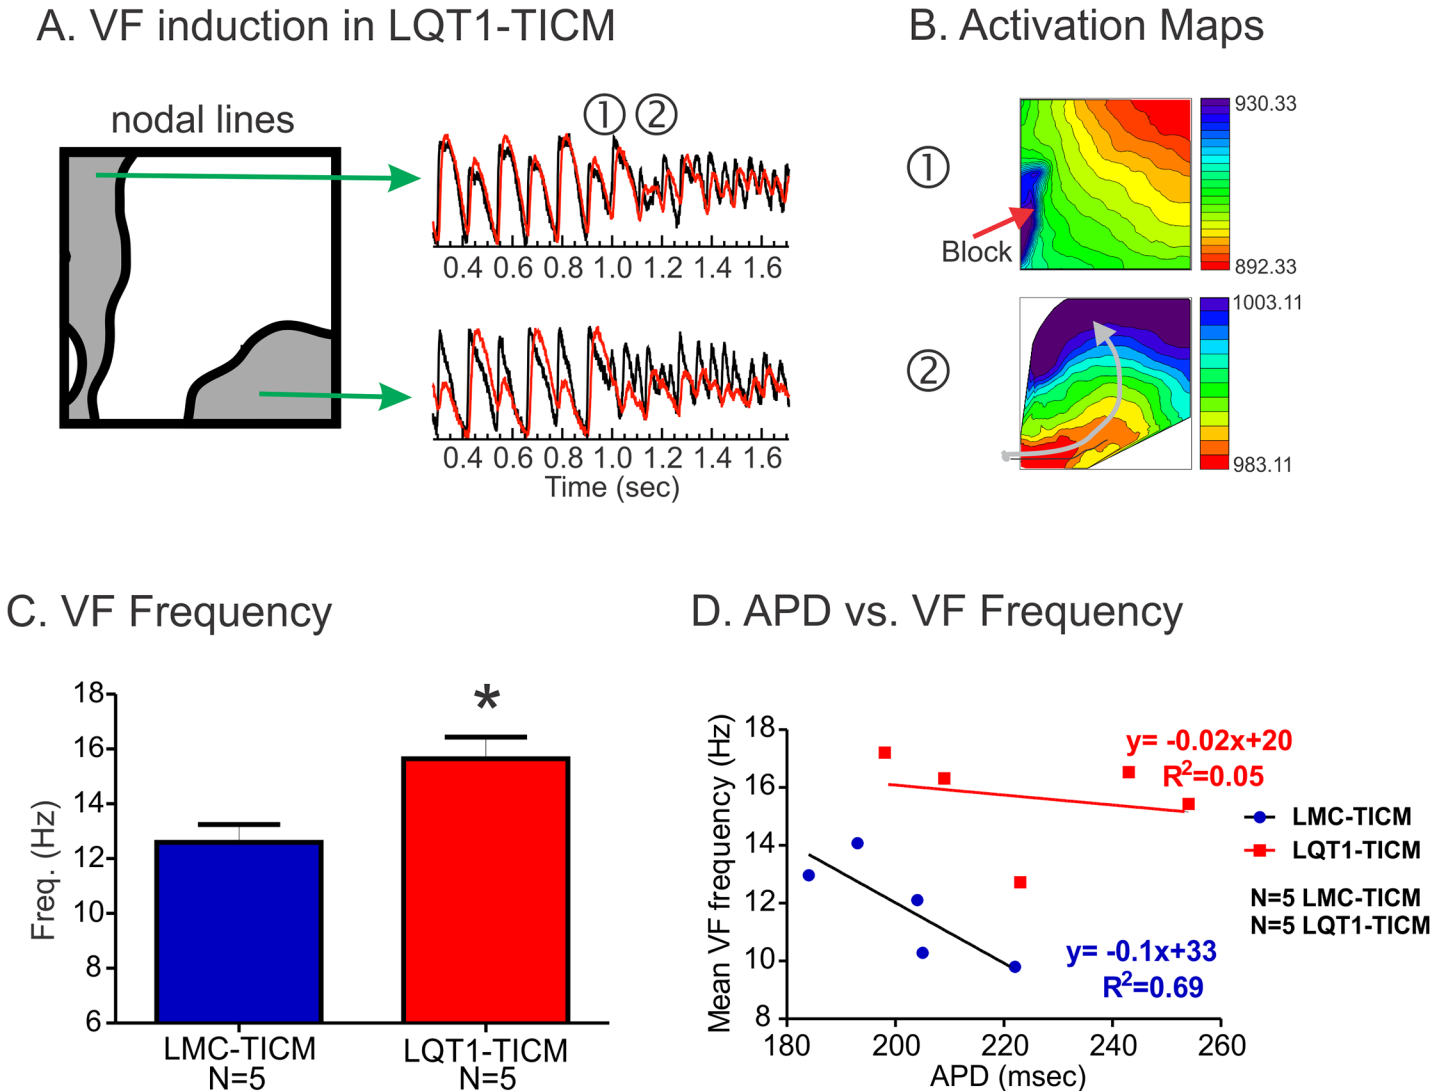 A. VF induction in LQT1-TICM
nodal lines
① ②
0.4 0.6 0.8 1.0 1.2 1.4 1.6
0.4 0.6 0.8 1.0 1.2 1.4 1.6
Time (sec)
B. Activation Maps
①
Block
930.33
892.33
②
1003.11
983.11
C. VF Frequency
Freq. (Hz)
18
16
14
12
10
8
6
*
LMC-TICM
N=5
LQT1-TICM
N=5
D. APD vs. VF Frequency
Mean VF frequency (Hz)
18
16
14
12
10
8
180 200 220 240 260
APD (msec)
y= -0.02x+20
R²=0.05
y= -0.1x+33
R²=0.69
LMC-TICM
LQT1-TICM
N=5 LMC-TICM
N=5 LQT1-TICM